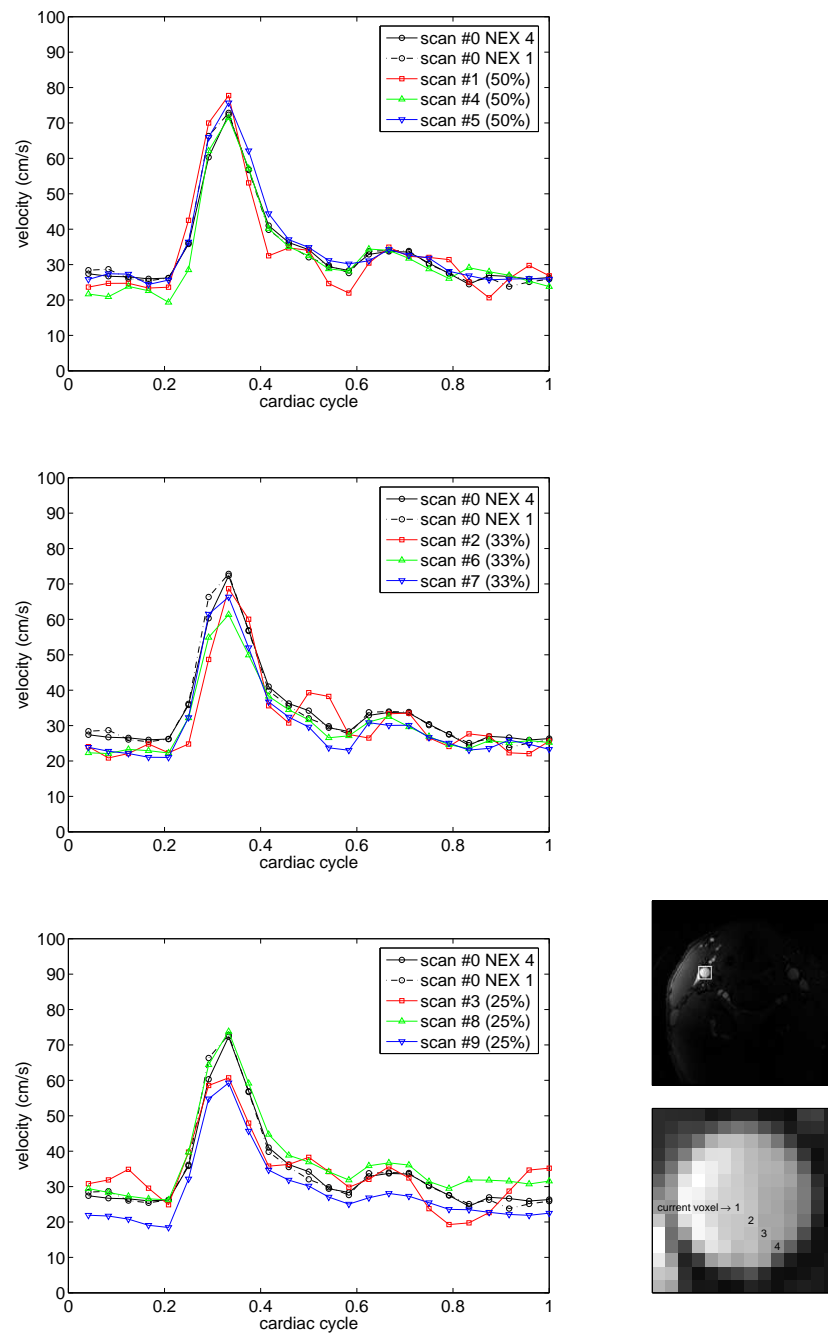 100
90
80
70
60
50
40
30
20
10
0
velocity (cm/s)
0 0.2 0.4 0.6 0.8 1
cardiac cycle
scan #0 NEX 4
scan #0 NEX 1
scan #1 (50%)
scan #4 (50%)
scan #5 (50%)
100
90
80
70
60
50
40
30
20
10
0
velocity (cm/s)
0 0.2 0.4 0.6 0.8 1
cardiac cycle
scan #0 NEX 4
scan #0 NEX 1
scan #2 (33%)
scan #6 (33%)
scan #7 (33%)
100
90
80
70
60
50
40
30
20
10
0
velocity (cm/s)
0 0.2 0.4 0.6 0.8 1
cardiac cycle
scan #0 NEX 4
scan #0 NEX 1
scan #3 (25%)
scan #8 (25%)
scan #9 (25%)
current voxel → 1
2
3
4